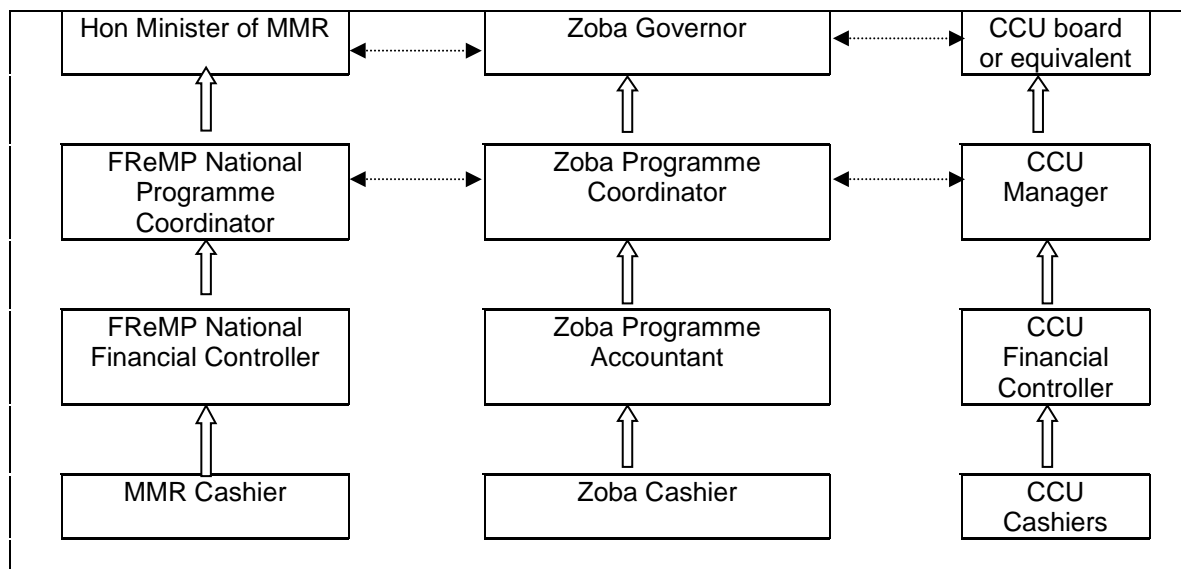 Hon Minister of MMR
Zoba Governor
CCU board
or equivalent
FReMP National
Programme
Coordinator
Zoba Programme
Coordinator
CCU
Manager
FReMP National
Financial Controller
Zoba Programme
Accountant
CCU
Financial
Controller
MMR Cashier
Zoba Cashier
CCU
Cashiers